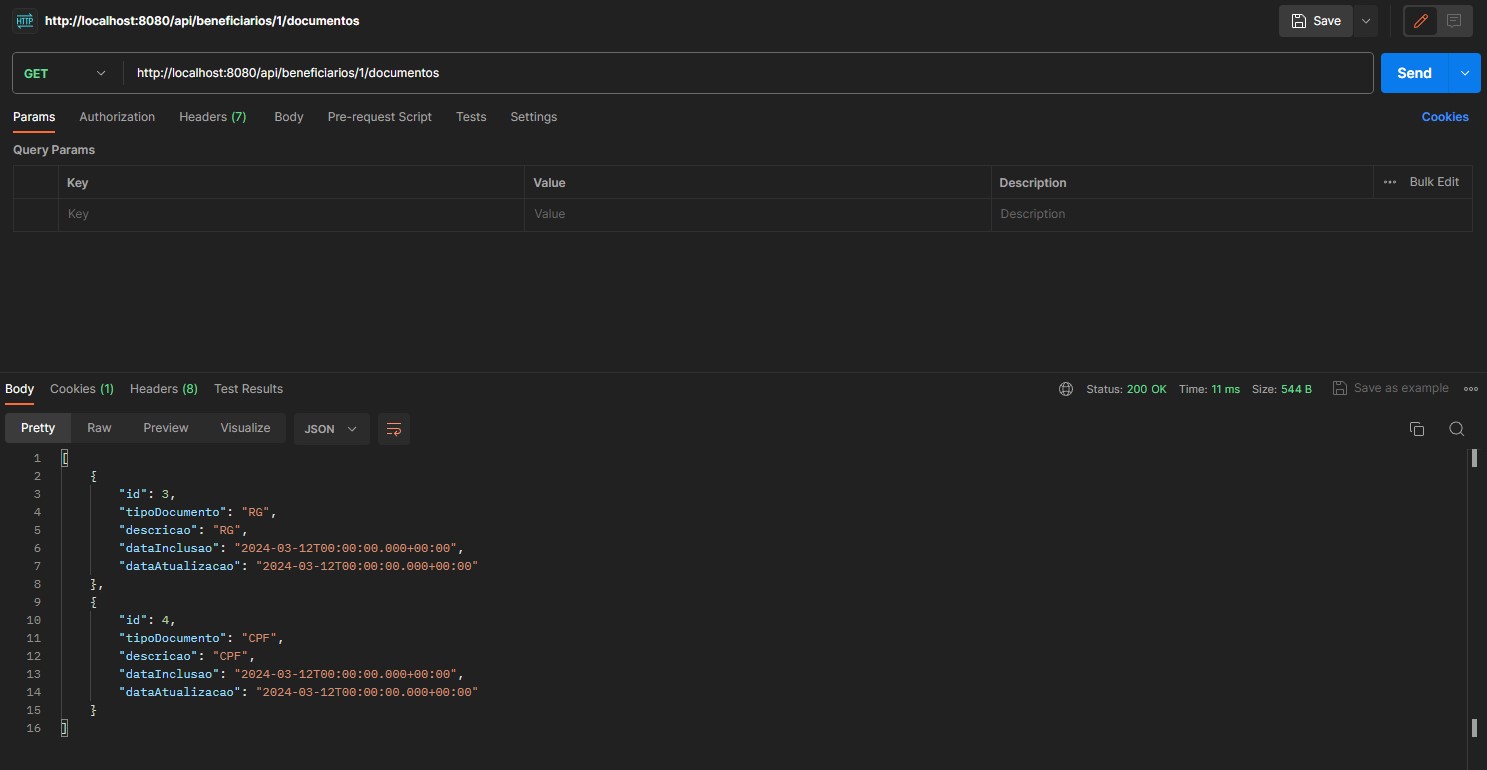 HTTP http://localhost:8080/api/beneficiarios/1/documentos Save
GET http://localhost:8080/api/beneficiarios/1/documentos Send
Params Authorization Headers (7) Body Pre-request Script Tests Settings Cookies
Query Params
Key Value Description ••• Bulk Edit
Key Value Description
Body Cookies (1) Headers (8) Test Results Status: 200 OK Time: 11 ms Size: 544 B Save as example
Pretty Raw Preview Visualize JSON
1 [
2 {
3 "id": 3,
4 "tipoDocumento": "RG",
5 "descricao": "RG",
6 "dataInclusao": "2024-03-12T00:00:00.000+00:00",
7 "dataAtualizacao": "2024-03-12T00:00:00.000+00:00"
8 },
9 {
10 "id": 4,
11 "tipoDocumento": "CPF",
12 "descricao": "CPF",
13 "dataInclusao": "2024-03-12T00:00:00.000+00:00",
14 "dataAtualizacao": "2024-03-12T00:00:00.000+00:00"
15 }
16 ]